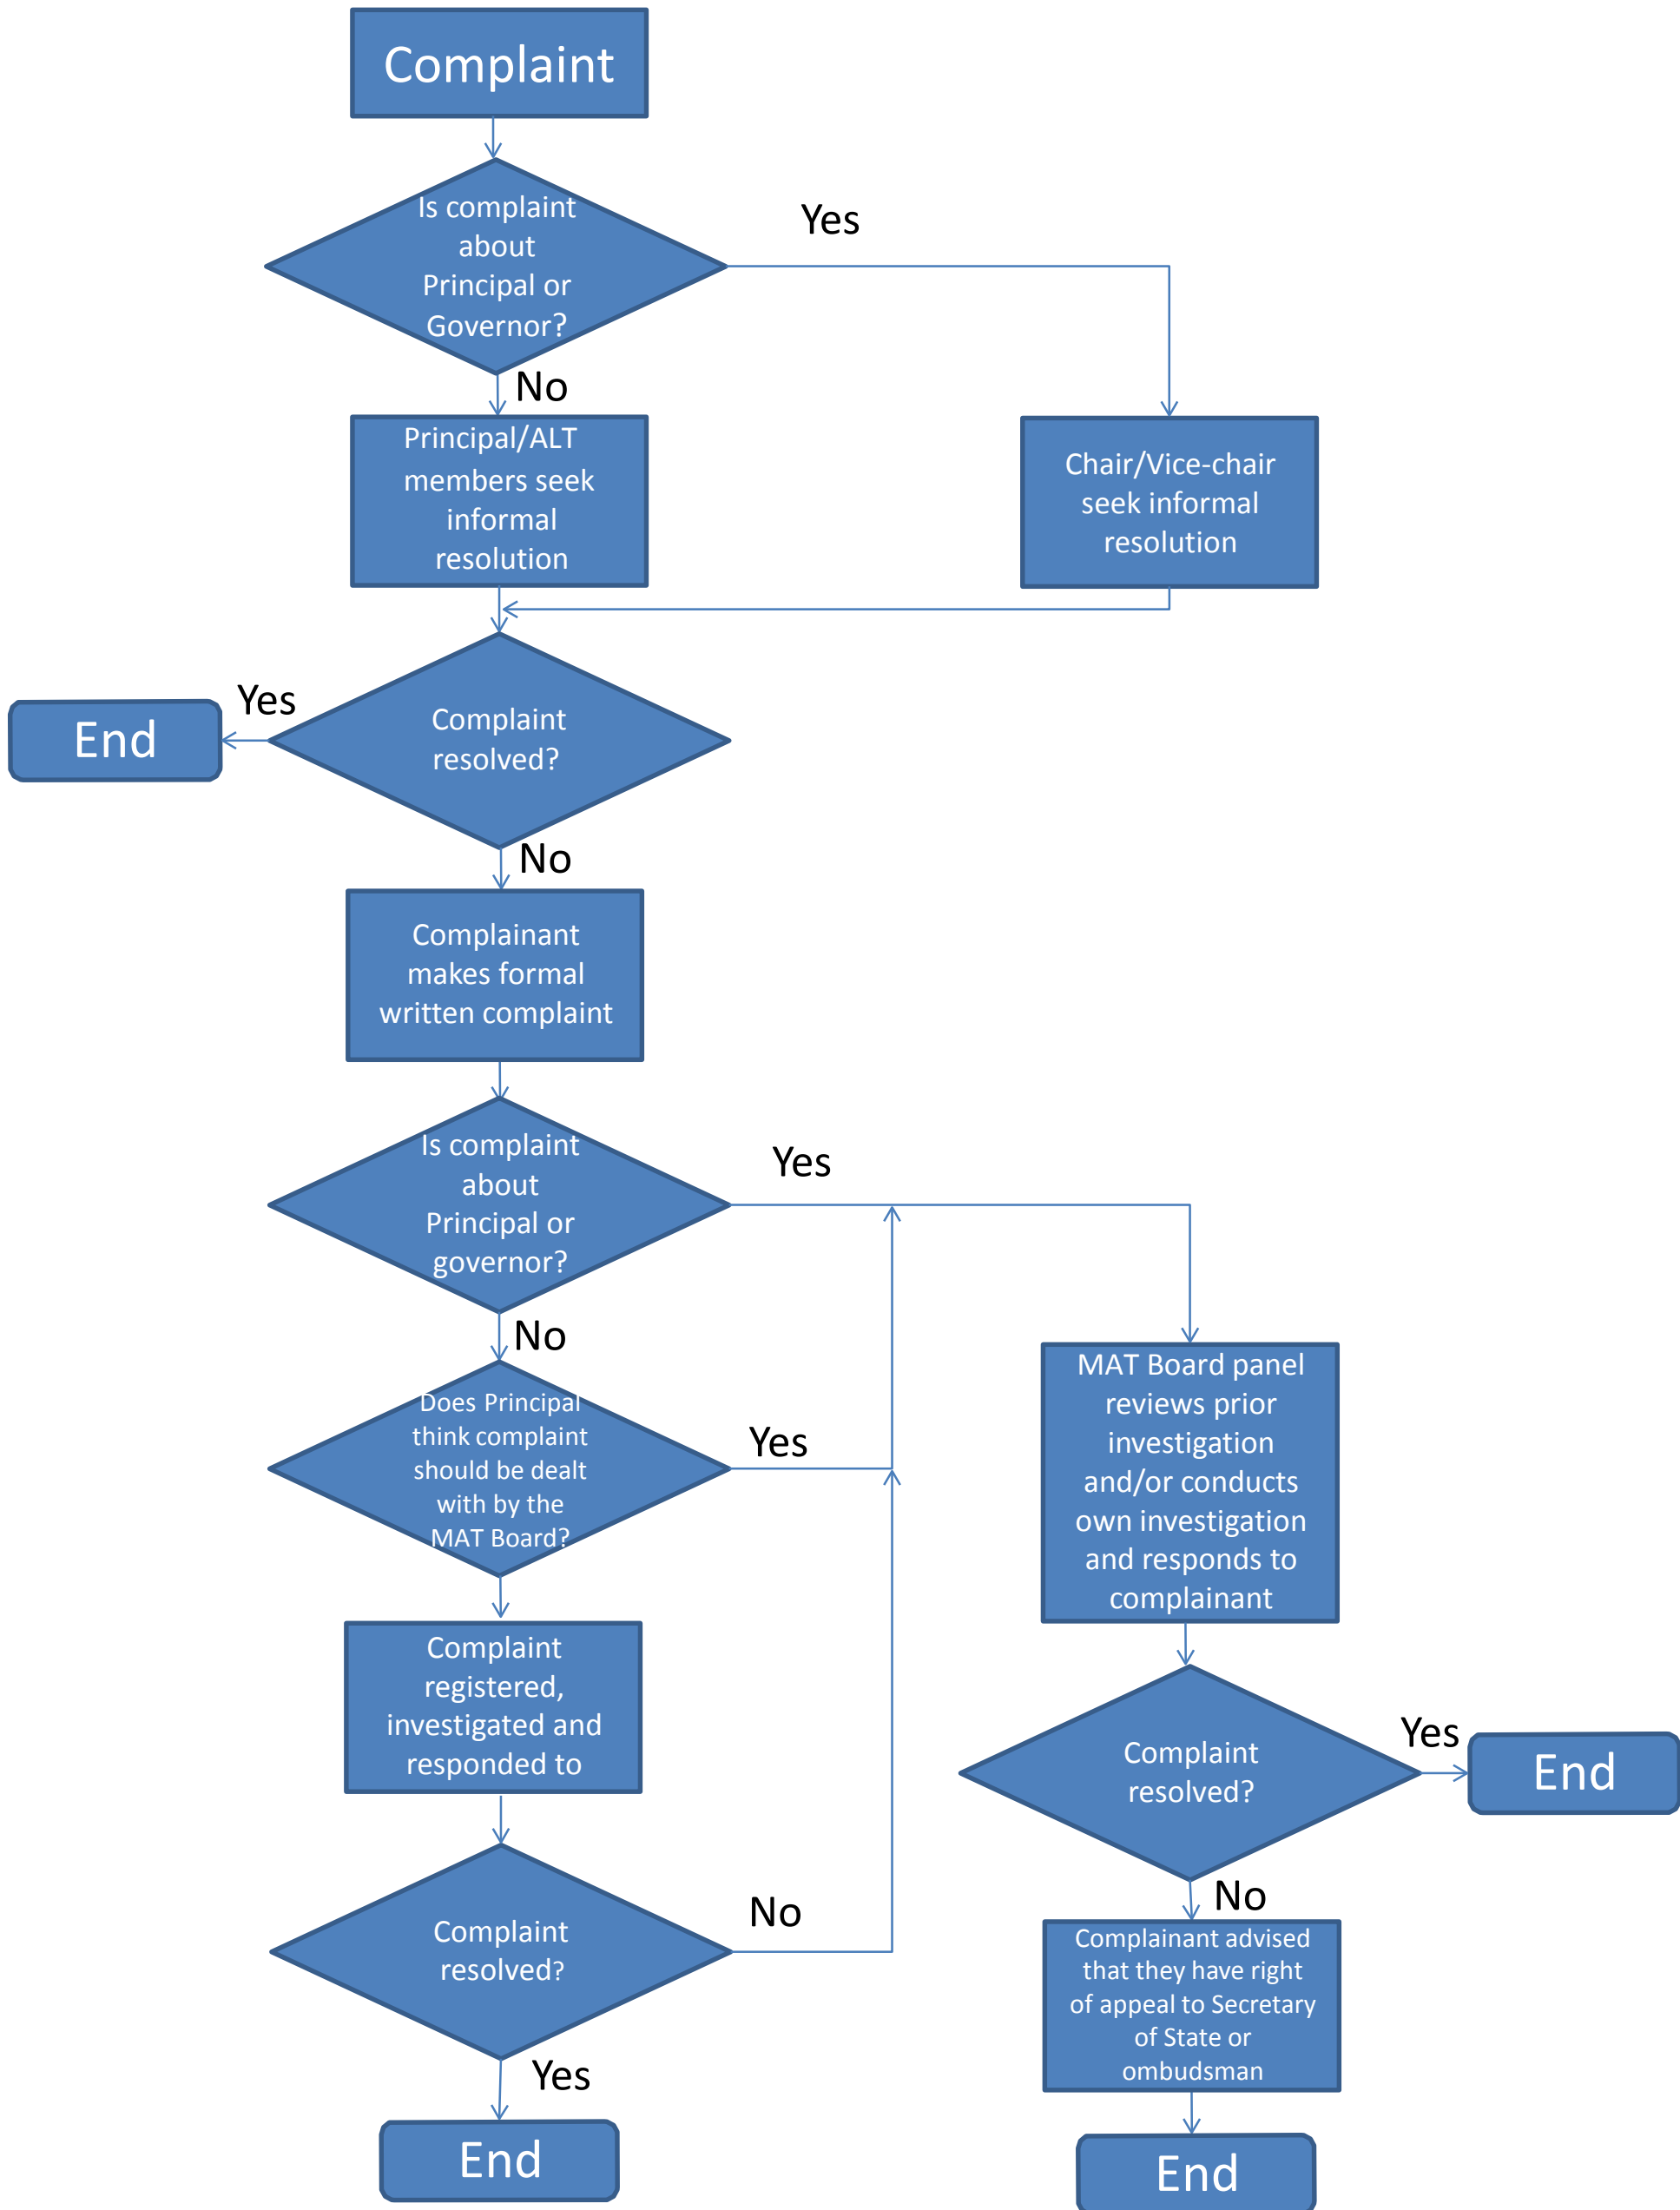 Complaint
Is complaint
about
Principal or
Governor?
Yes
No
Principal/ALT
members seek
informal
resolution
Chair/Vice-chair
seek informal
resolution
Complaint
resolved?
Yes
End
No
Complainant
makes formal
written complaint
Is complaint
about
Principal or
governor?
Yes
No
Does Principal
think complaint
should be dealt
with by the
MAT Board?
Yes
Complaint
registered,
investigated and
responded to
Complaint
resolved?
No
Yes
End
MAT Board panel
reviews prior
investigation
and/or conducts
own investigation
and responds to
complainant
Complaint
resolved?
Yes
End
No
Complainant advised
that they have right
of appeal to Secretary
of State or
ombudsman
End